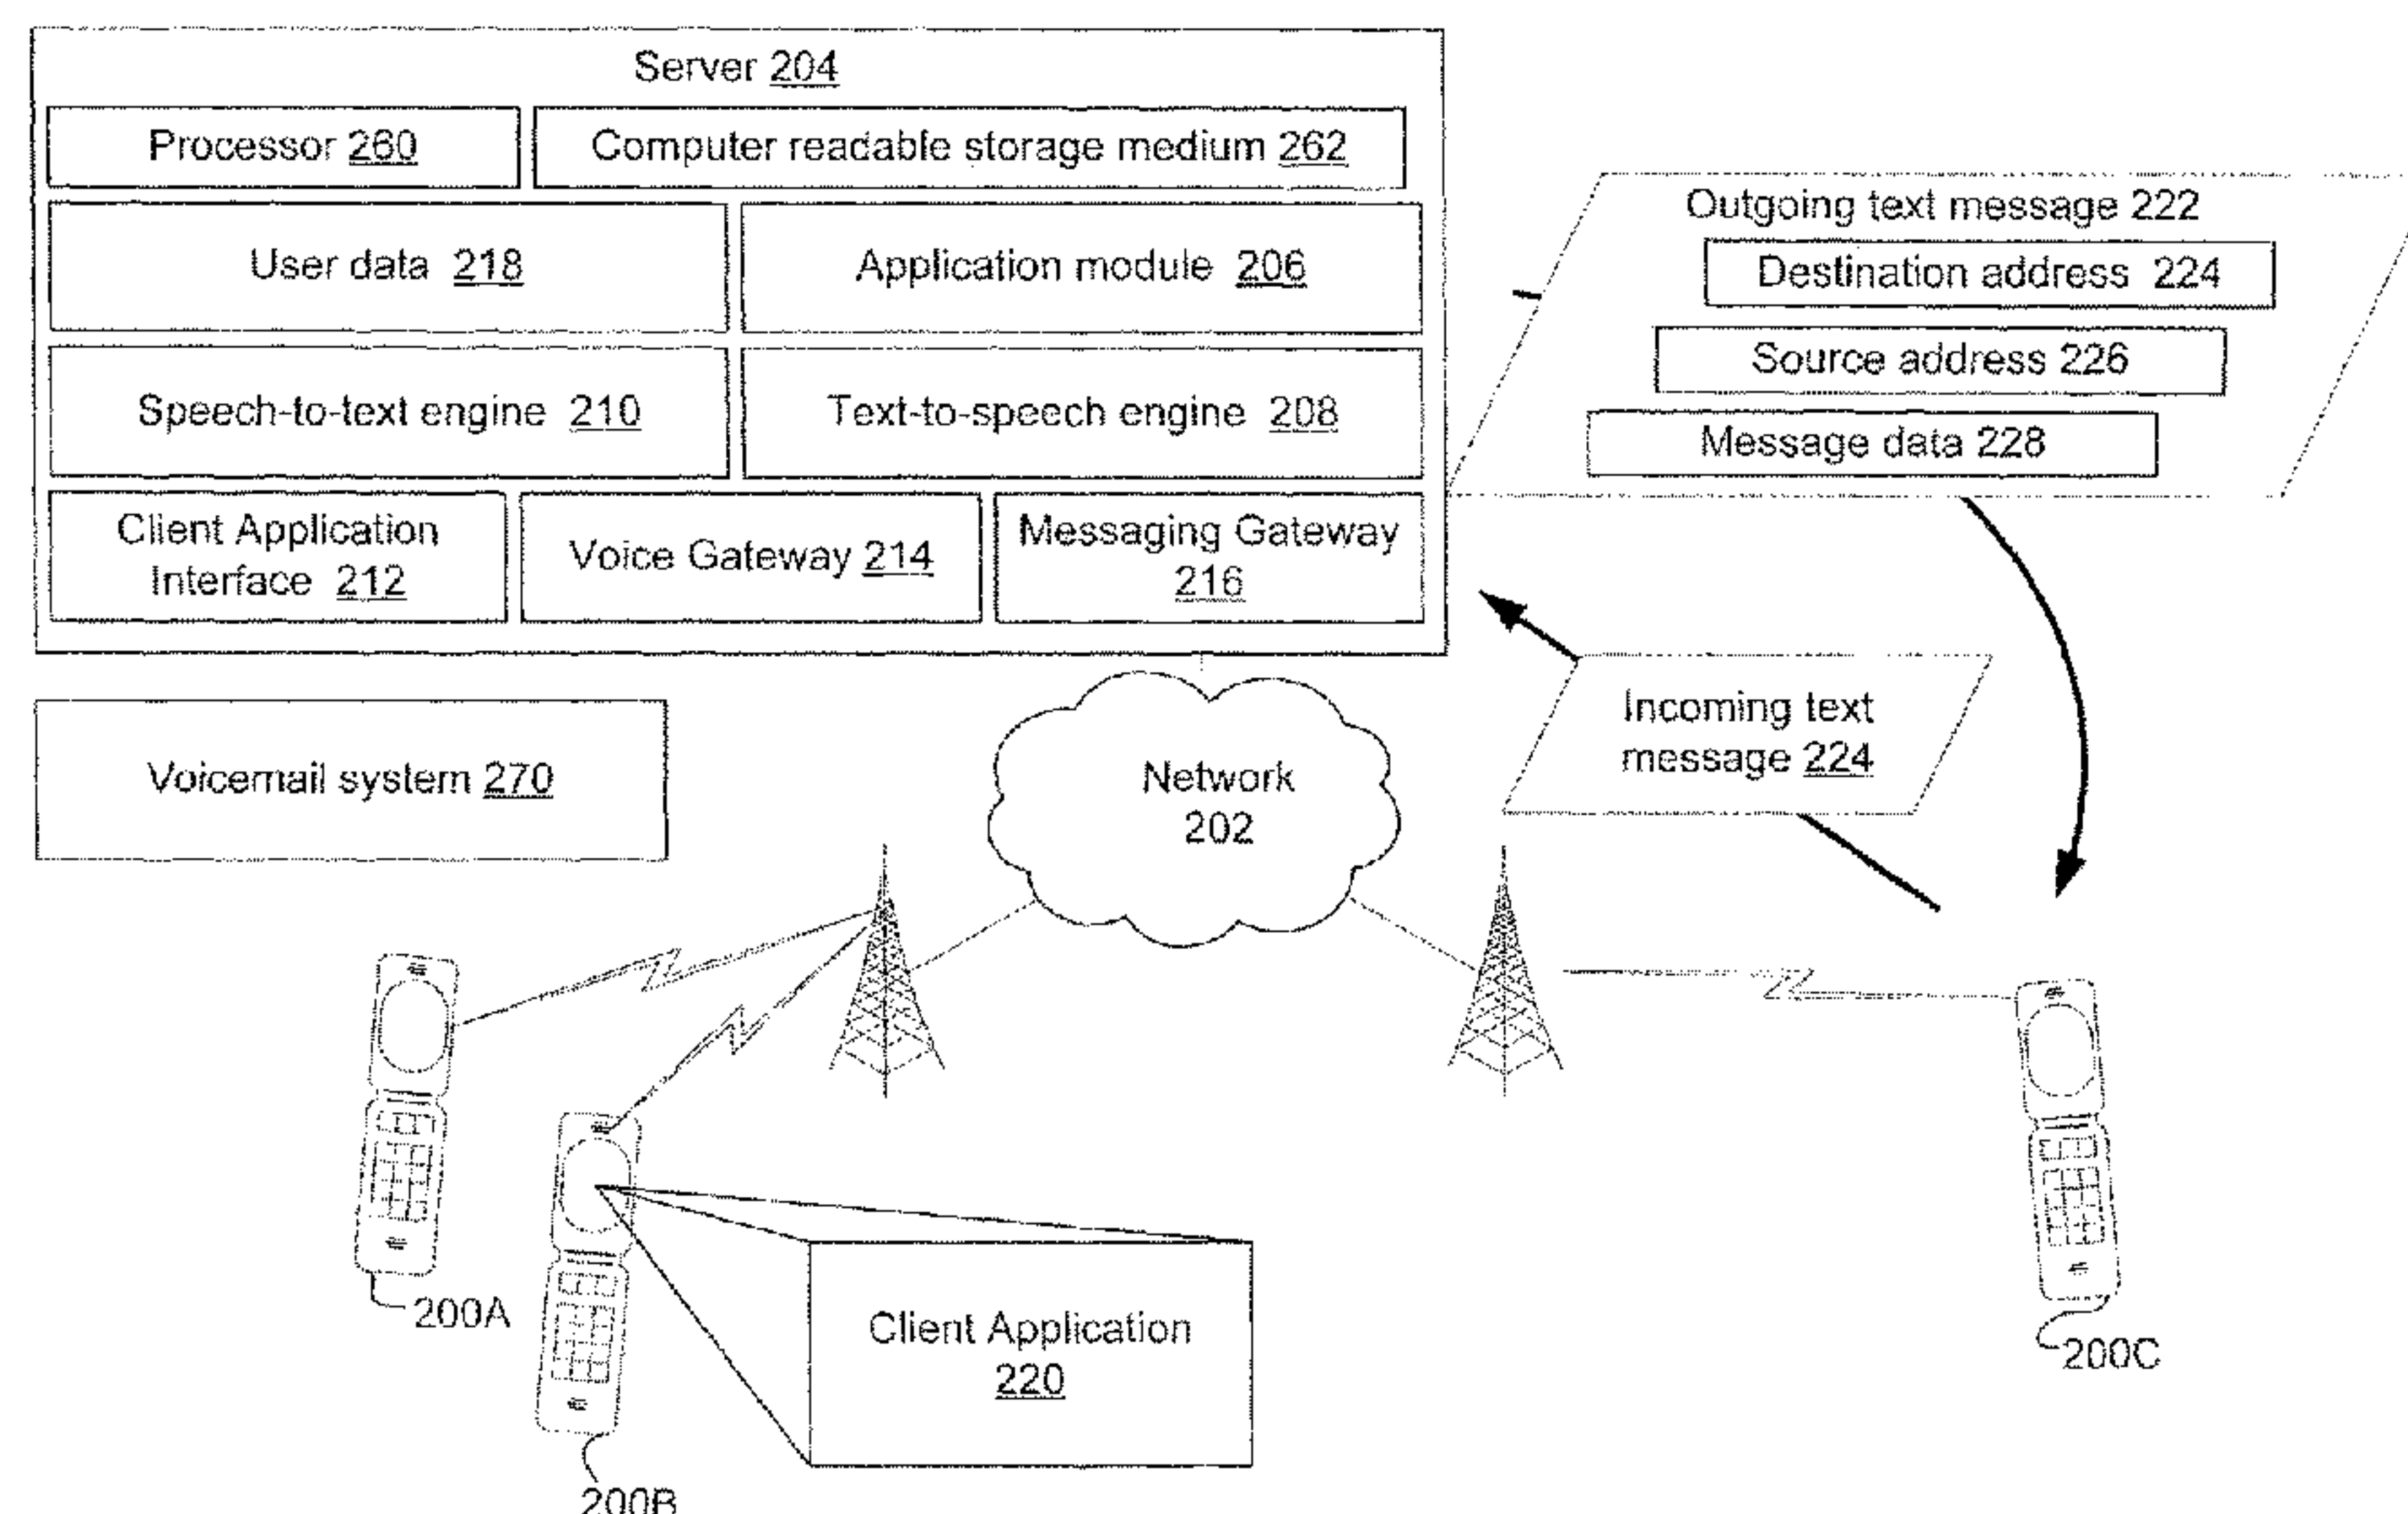 Server 204
Processor 260
Computer readable storage medium 262
User data 218
Application module 206
Speech-to-text engine 210
Text-to-speech engine 208
Client Application
Interface 212
Voice Gateway 214
Messaging Gateway
216
Outgoing text message 222
Destination address 224
Source address 226
Message data 228
Incoming text
message 224
Voicemail system 270
Network
202
200A
200B
Client Application
220
200C